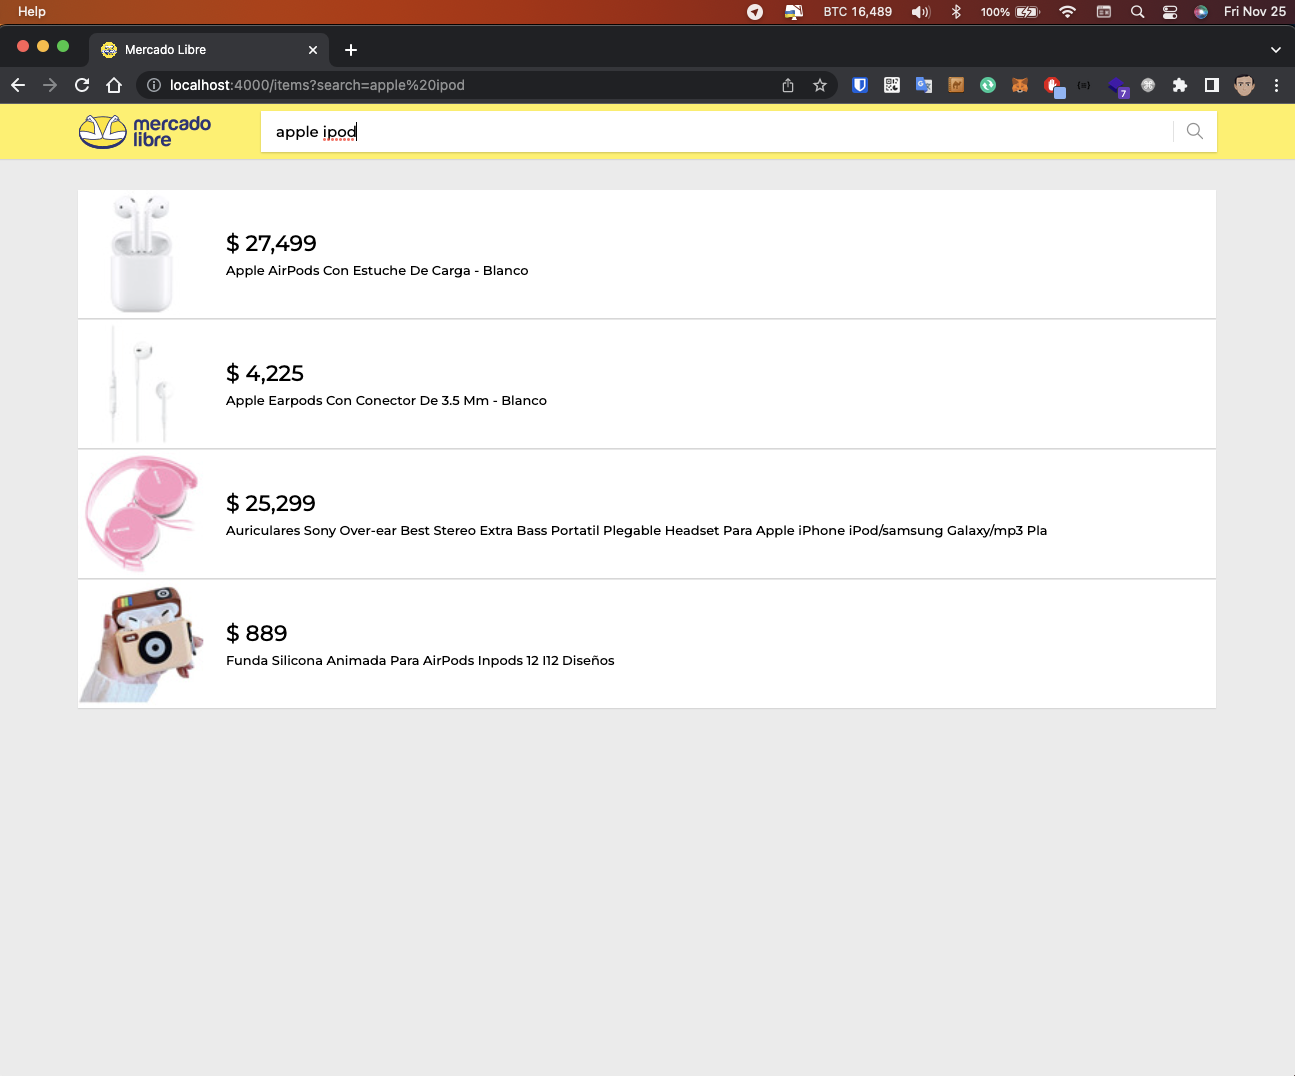 Help
BTC 16,489
100%
Fri Nov 25
Mercado Libre
localhost:4000/items?search=apple%20ipod
7
mercado
libre
apple ipod
$ 27,499
Apple AirPods Con Estuche De Carga - Blanco
$ 4,225
Apple Earpods Con Conector De 3.5 Mm - Blanco
$ 25,299
Auriculares Sony Over-ear Best Stereo Extra Bass Portatil Plegable Headset Para Apple iPhone iPod/samsung Galaxy/mp3 Pla
$ 889
Funda Silicona Animada Para AirPods Inpods 12 I12 Diseños